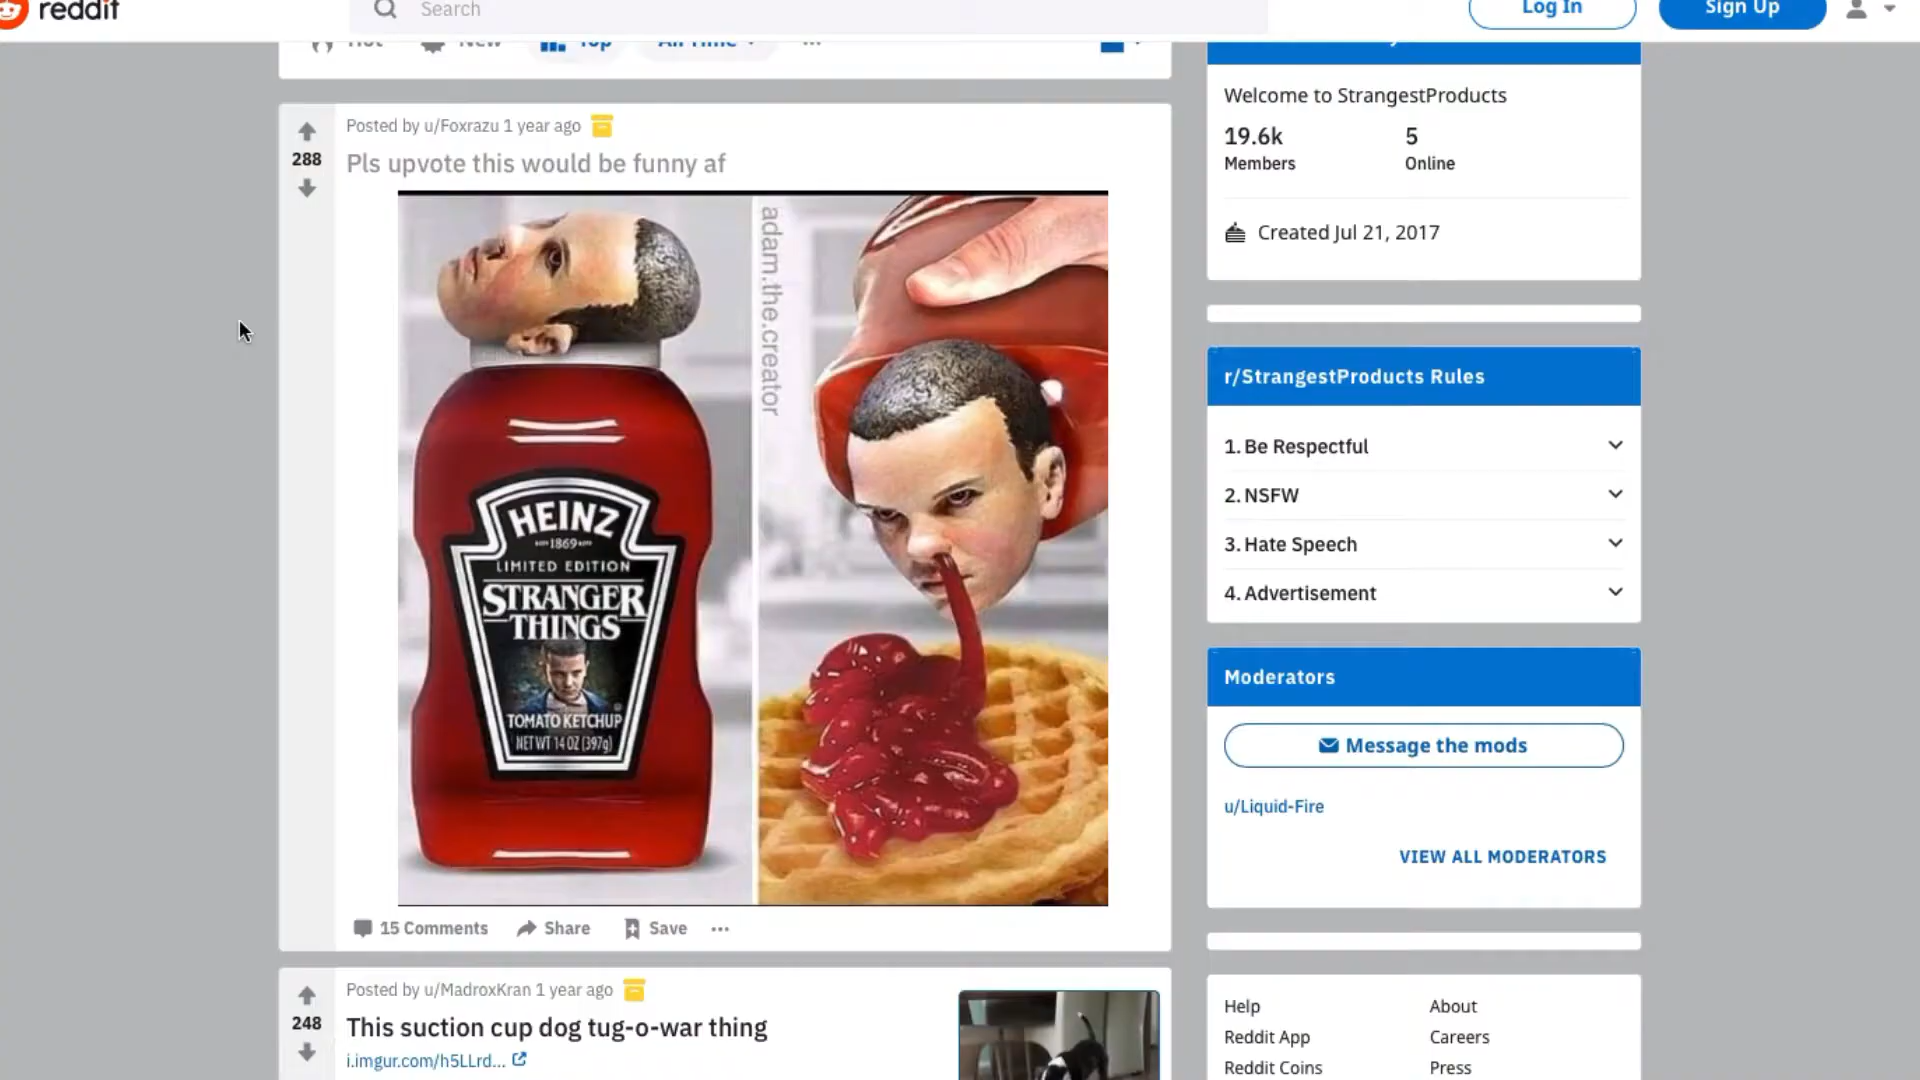 reddit
Search
Log In
Sign Up
Hot
New
Top
All Time
Welcome to StrangestProducts
19.6k
5
Members
Online
Created Jul 21, 2017
r/StrangestProducts Rules
1. Be Respectful
2. NSFW
3. Hate Speech
4. Advertisement
Moderators
Message the mods
u/Liquid-Fire
VIEW ALL MODERATORS
Help
About
Reddit App
Careers
Reddit Coins
Press
Posted by u/Foxrazu 1 year ago
288
Pls upvote this would be funny af
adam.the.creator
HEINZ
1869
LIMITED EDITION
STRANGER
THINGS
TOMATO KETCHUP
NET WT 14 OZ (397g)
15 Comments
Share
Save
Posted by u/MadroxKran 1 year ago
248
This suction cup dog tug-o-war thing
i.imgur.com/h5LLrd...